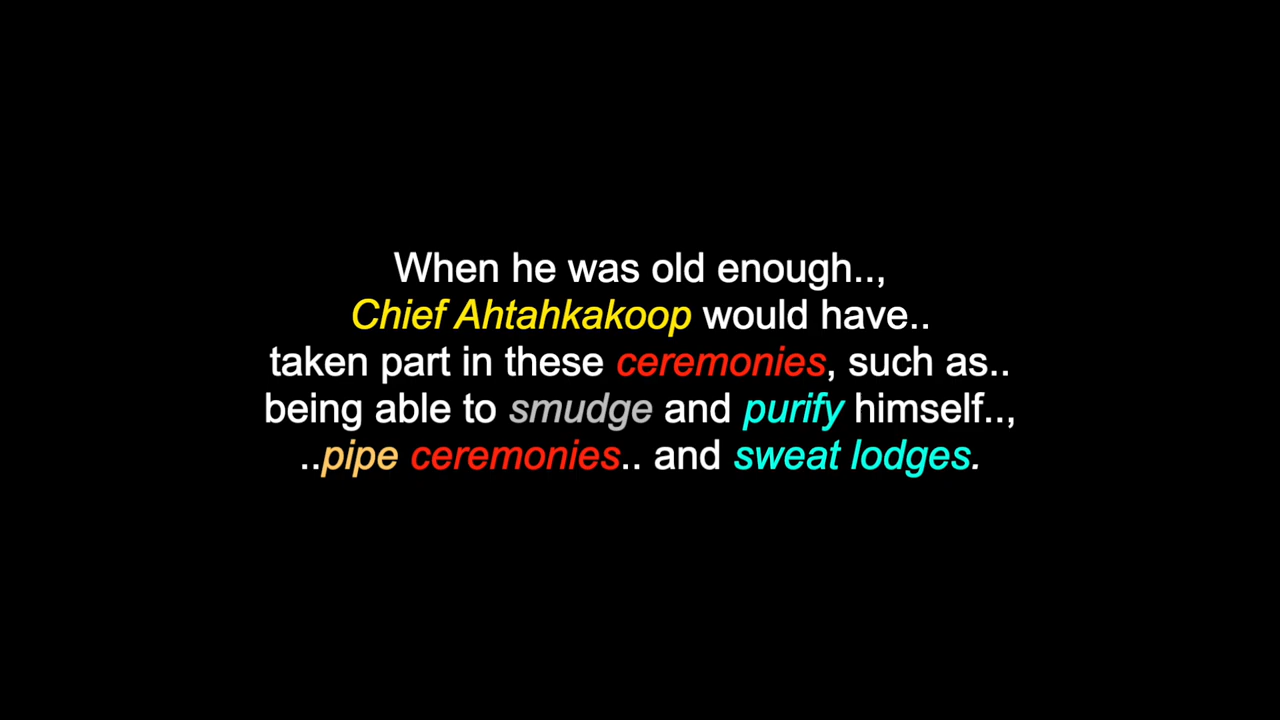 When he was old enough..,
Chief Ahtahkakoop would have..
taken part in these ceremonies, such as..
being able to smudge and purify himself..,
..pipe ceremonies.. and sweat lodges.